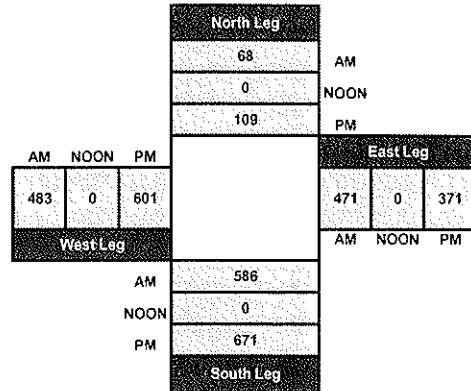 North Leg
68 AM
0 NOON
109 PM
AM NOON PM
East Leg
483 0 601
471 0 371
West Leg
AM NOON PM
AM 586
NOON 0
PM 671
South Leg